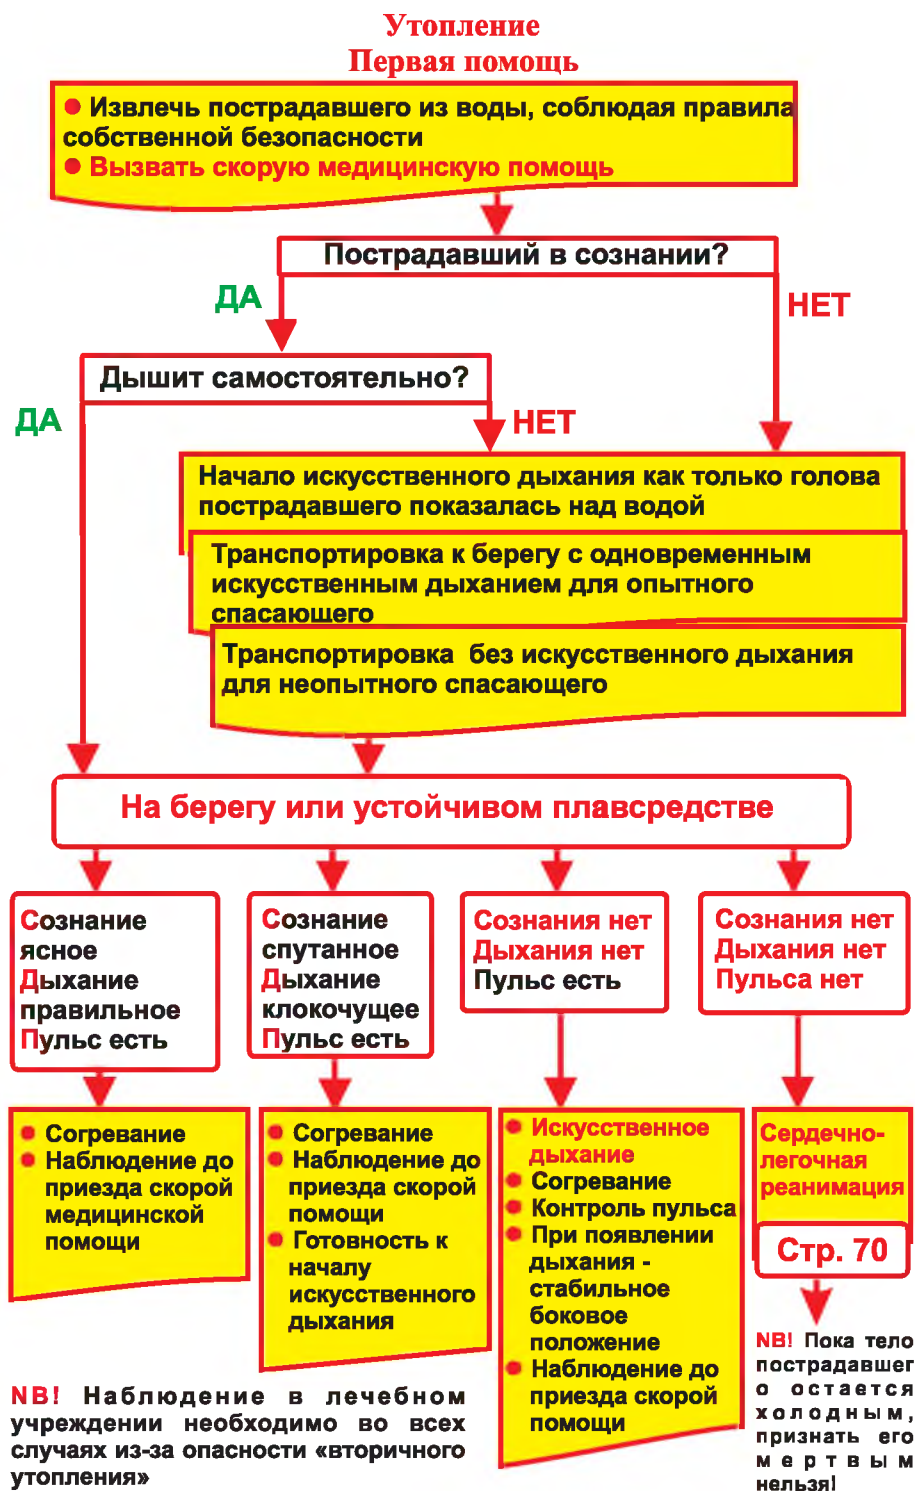 Утопление
Первая помощь
● Извлечь пострадавшего из воды, соблюдая правила
собственной безопасности
● Вызвать скорую медицинскую помощь
Пострадавший в сознании?
ДА
НЕТ
Дышит самостоятельно?
ДА
НЕТ
Начало искусственного дыхания как только голова
пострадавшего показалась над водой
Транспортировка к берегу с одновременным
искусственным дыханием для опытного
спасающего
Транспортировка без искусственного дыхания
для неопытного спасающего
На берегу или устойчивом плавсредстве
Сознание
ясное
Дыхание
правильное
Пульс есть
Сознание
спутанное
Дыхание
клокочущее
Пульс есть
Сознания нет
Дыхания нет
Пульс есть
Сознания нет
Дыхания нет
Пульса нет
● Согревание
● Наблюдение до
приезда скорой
медицинской
помощи
● Согревание
● Наблюдение до
приезда скорой
помощи
● Готовность к
началу
искусственного
дыхания
● Искусственное
дыхание
● Согревание
● Контроль пульса
● При появлении
дыхания -
стабильное
боковое
положение
● Наблюдение до
приезда скорой
помощи
Сердечно-
легочная
реанимация
Стр. 70
NB! Пока тело
пострадавшег
о остается
холодным,
признать его
мертвым
нельзя!
NB! Наблюдение в лечебном
учреждении необходимо во всех
случаях из-за опасности «вторичного
утопления»